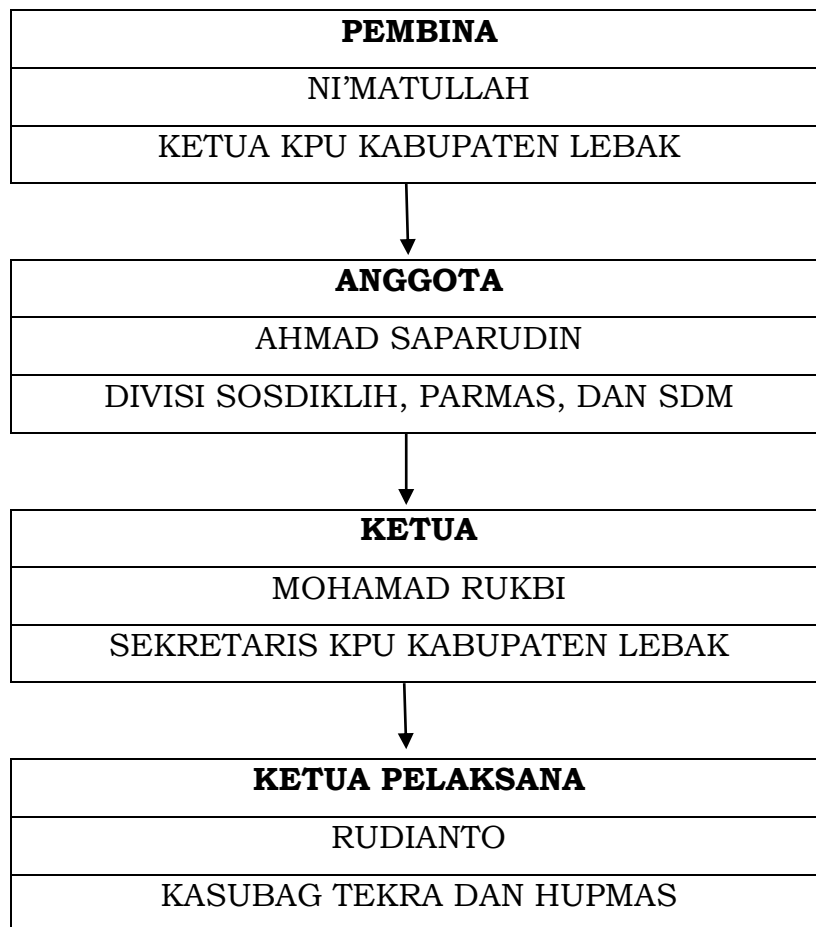 PEMBINA
NI’MATULLAH
KETUA KPU KABUPATEN LEBAK
ANGGOTA
AHMAD SAPARUDIN
DIVISI SOSDIKLIH, PARMAS, DAN SDM
KETUA
MOHAMAD RUKBI
SEKRETARIS KPU KABUPATEN LEBAK
KETUA PELAKSANA
RUDIANTO
KASUBAG TEKRA DAN HUPMAS